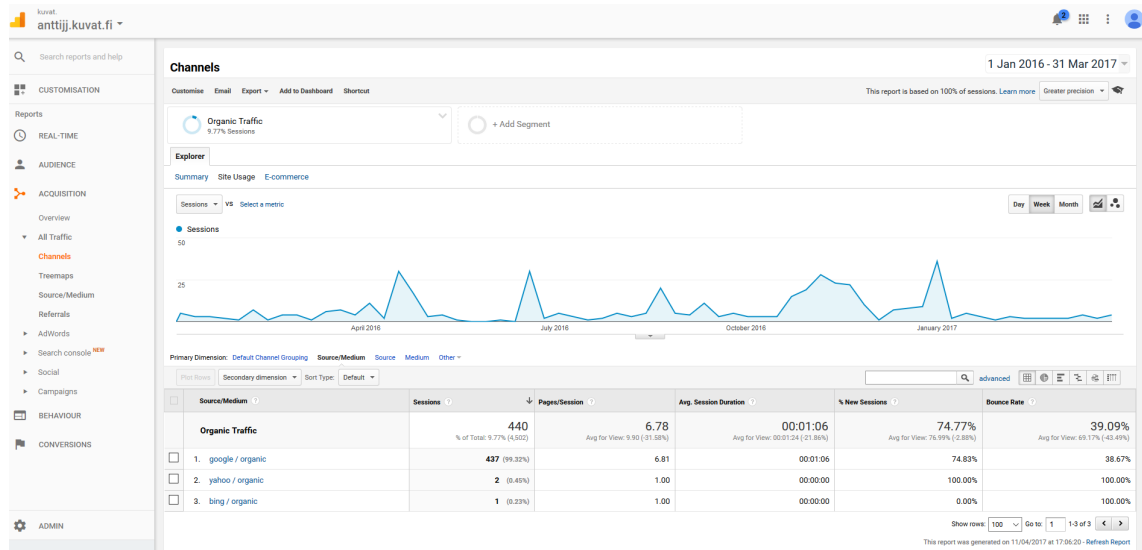 kuvat.
anttijj.kuvat.fi
2
Search reports and help
CUSTOMISATION
Reports
REAL-TIME
AUDIENCE
ACQUISITION
Overview
All Traffic
Channels
Treemaps
Source/Medium
Referrals
AdWords
Search console NEW
Social
Campaigns
BEHAVIOUR
CONVERSIONS
ADMIN
Channels
1 Jan 2016 - 31 Mar 2017
Customise Email Export Add to Dashboard Shortcut
This report is based on 100% of sessions. Learn more Greater precision
Organic Traffic
9.77% Sessions
+ Add Segment
Explorer
Summary Site Usage E-commerce
Sessions VS Select a metric
Day Week Month
Sessions
50
25
April 2016 July 2016 October 2016 January 2017
Primary Dimension: Default Channel Grouping Source/Medium Source Medium Other
Plot Rows Secondary dimension Sort Type: Default advanced
Source/Medium ? Sessions ? Pages/Session ? Avg. Session Duration ? % New Sessions ? Bounce Rate ?
Organic Traffic 440 6.78 00:01:06 74.77% 39.09%
% of Total: 9.77% (4,502) Avg for View: 9.90 (-31.58%) Avg for View: 00:01:24 (-21.86%) Avg for View: 76.99% (-2.88%) Avg for View: 69.17% (-43.49%)
1. google / organic 437 (99.32%) 6.81 00:01:06 74.83% 38.67%
2. yahoo / organic 2 (0.45%) 1.00 00:00:00 100.00% 100.00%
3. bing / organic 1 (0.23%) 1.00 00:00:00 0.00% 100.00%
Show rows: 100 Go to: 1 1-3 of 3
This report was generated on 11/04/2017 at 17:06:20 - Refresh Report